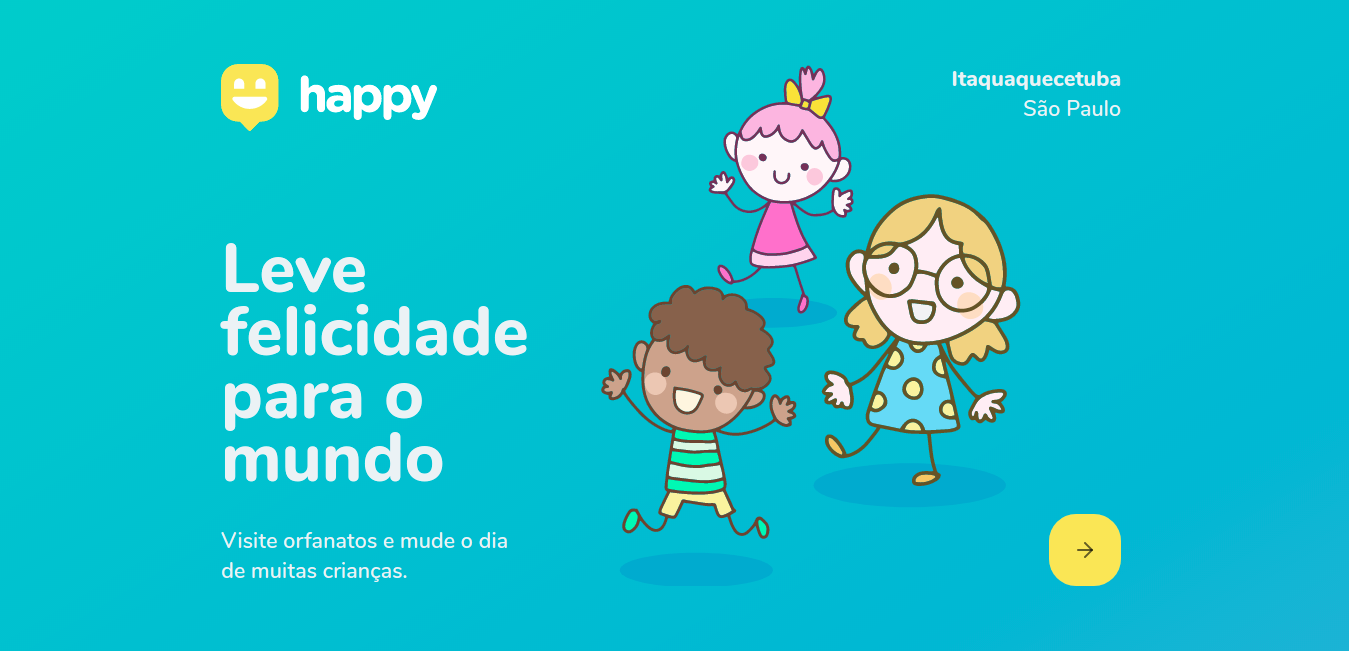 happy
Itaquaquecetuba
São Paulo
Leve
felicidade
para o
mundo
Visite orfanatos e mude o dia
de muitas crianças.